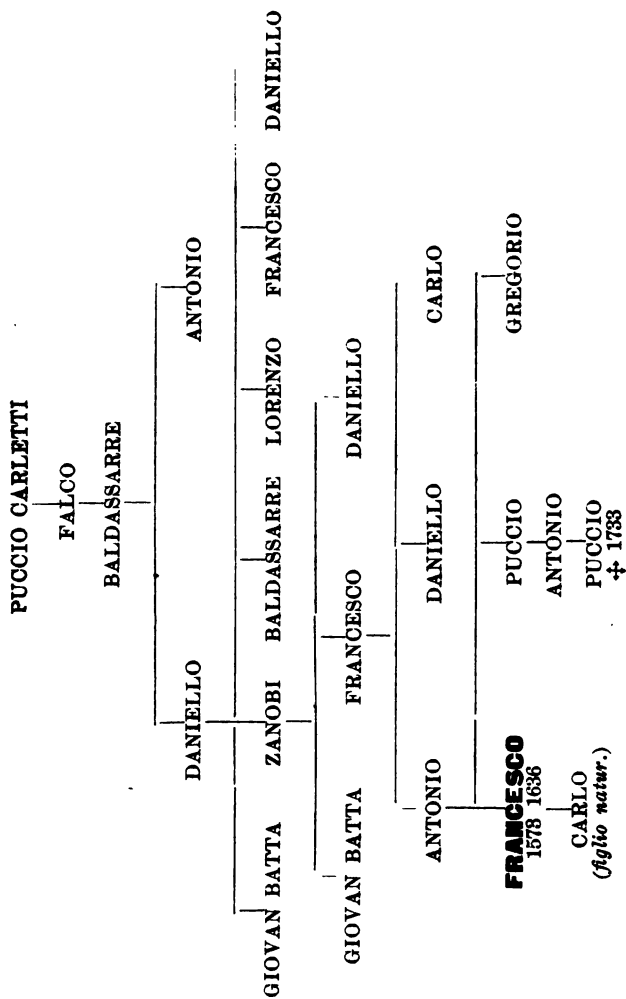 PUCCIO CARLETTI
FALCO
BALDASSARRE
DANIELLO ANTONIO
GIOVAN BATTA ZANOBI BALDASSARRE LORENZO FRANCESCO DANIELLO
GIOVAN BATTA FRANCESCO DANIELLO
ANTONIO DANIELLO CARLO
FRANCESCO PUCCIO GREGORIO
1573 1636
CARLO ANTONIO
(figlio natur.) PUCCIO
‡ 1733